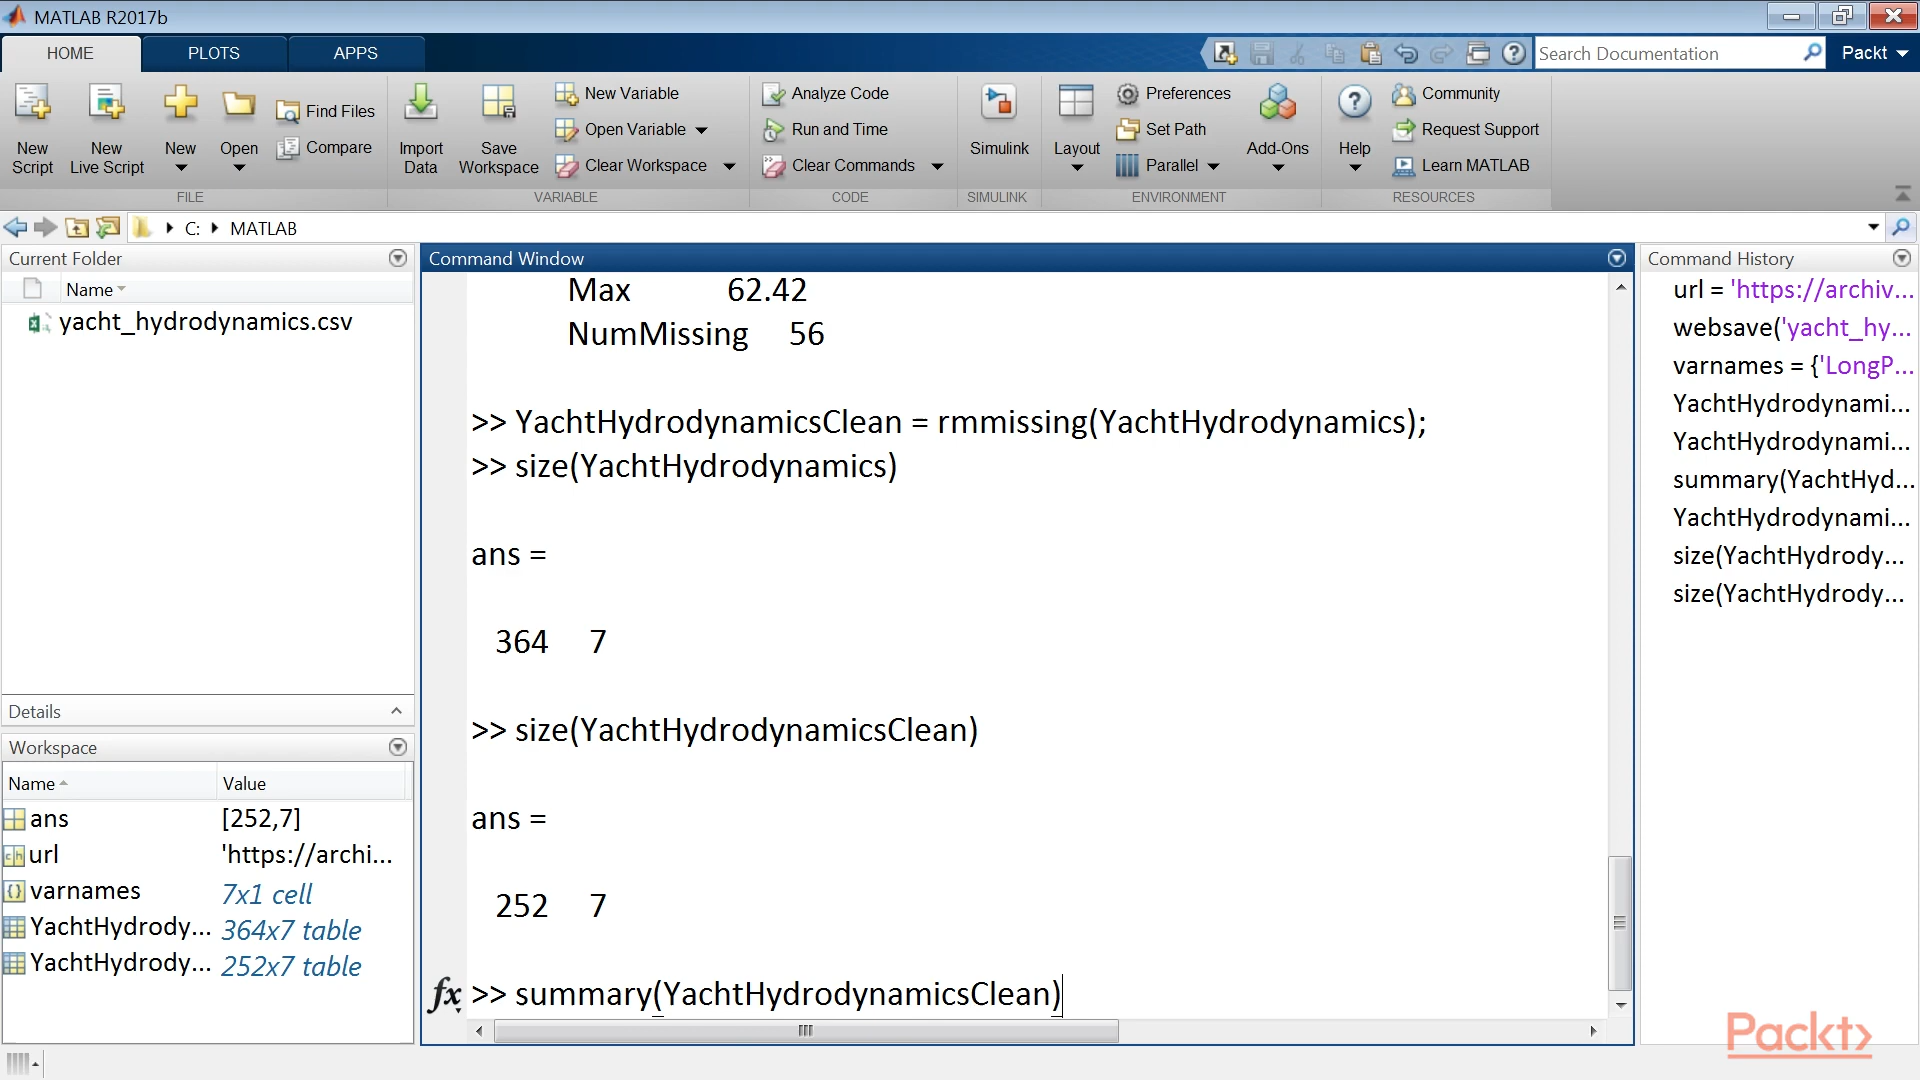 MATLAB R2017b
HOME PLOTS APPS
Search Documentation
Packt
New Script
New Live Script
New
Open
Find Files
Compare
FILE
Import Data
Save Workspace
New Variable
Open Variable
Clear Workspace
VARIABLE
Analyze Code
Run and Time
Clear Commands
CODE
Simulink
SIMULINK
Layout
Preferences
Set Path
Parallel
Add-Ons
ENVIRONMENT
Help
Community
Request Support
Learn MATLAB
RESOURCES
C: MATLAB
Current Folder
Name
yacht_hydrodynamics.csv
Details
Workspace
Name Value
ans [252,7]
url 'https://archi...
varnames 7x1 cell
YachtHydrody... 364x7 table
YachtHydrody... 252x7 table
Command Window
Max 62.42
NumMissing 56
>> YachtHydrodynamicsClean = rmmissing(YachtHydrodynamics);
>> size(YachtHydrodynamics)
ans =
364 7
>> size(YachtHydrodynamicsClean)
ans =
252 7
fx >> summary(YachtHydrodynamicsClean)
Command History
url = 'https://archiv...
websave('yacht_hy...
varnames = {'LongP...
YachtHydrodynami...
YachtHydrodynami...
summary(YachtHyd...
YachtHydrodynami...
size(YachtHydrody...
size(YachtHydrody...
Packt>